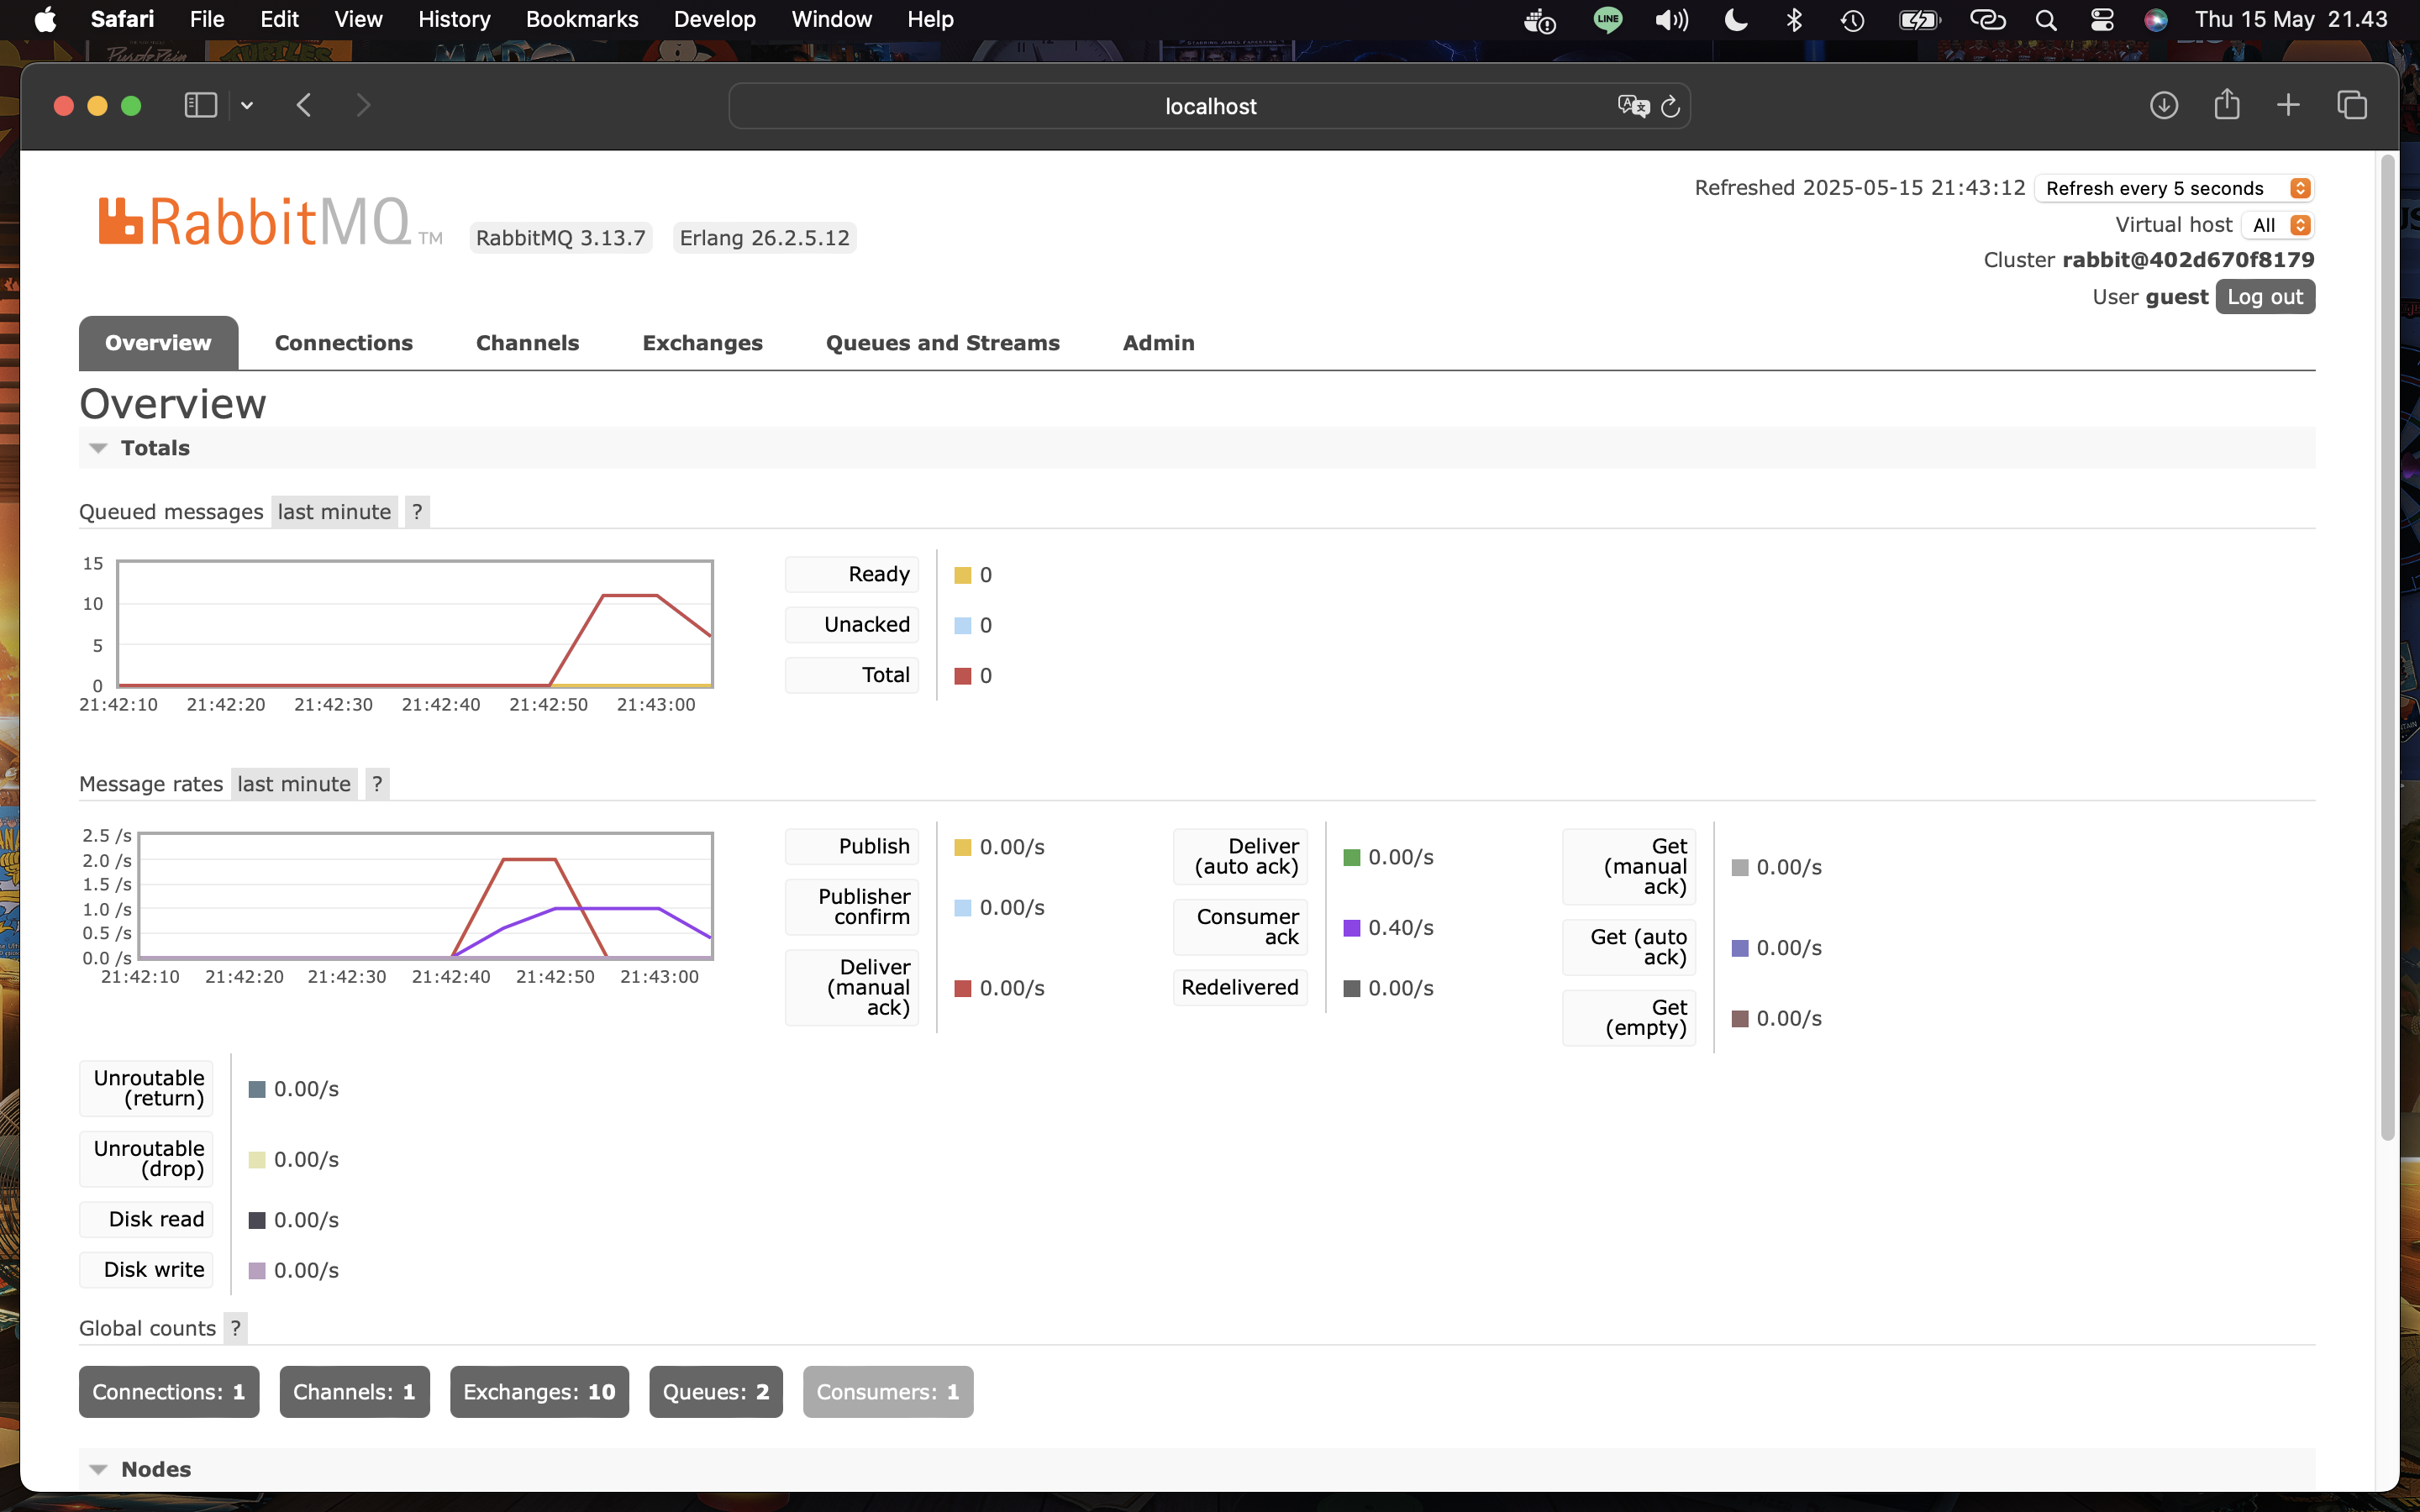 Safari File Edit View History Bookmarks Develop Window Help
LINE
Thu 15 May 21.43
localhost
RabbitMQ TM
RabbitMQ 3.13.7 Erlang 26.2.5.12
Refreshed 2025-05-15 21:43:12 Refresh every 5 seconds
Virtual host All
Cluster rabbit@402d670f8179
User guest Log out
Overview Connections Channels Exchanges Queues and Streams Admin
Overview
Totals
Queued messages last minute ?
15
10
5
0
21:42:10 21:42:20 21:42:30 21:42:40 21:42:50 21:43:00
Ready 0
Unacked 0
Total 0
Message rates last minute ?
2.5 /s
2.0 /s
1.5 /s
1.0 /s
0.5 /s
0.0 /s
21:42:10 21:42:20 21:42:30 21:42:40 21:42:50 21:43:00
Publish 0.00/s
Publisher
confirm 0.00/s
Deliver
(manual
ack) 0.00/s
Deliver
(auto ack) 0.00/s
Consumer
ack 0.40/s
Redelivered 0.00/s
Get
(manual
ack) 0.00/s
Get (auto
ack) 0.00/s
Get
(empty) 0.00/s
Unroutable
(return) 0.00/s
Unroutable
(drop) 0.00/s
Disk read 0.00/s
Disk write 0.00/s
Global counts ?
Connections: 1 Channels: 1 Exchanges: 10 Queues: 2 Consumers: 1
Nodes